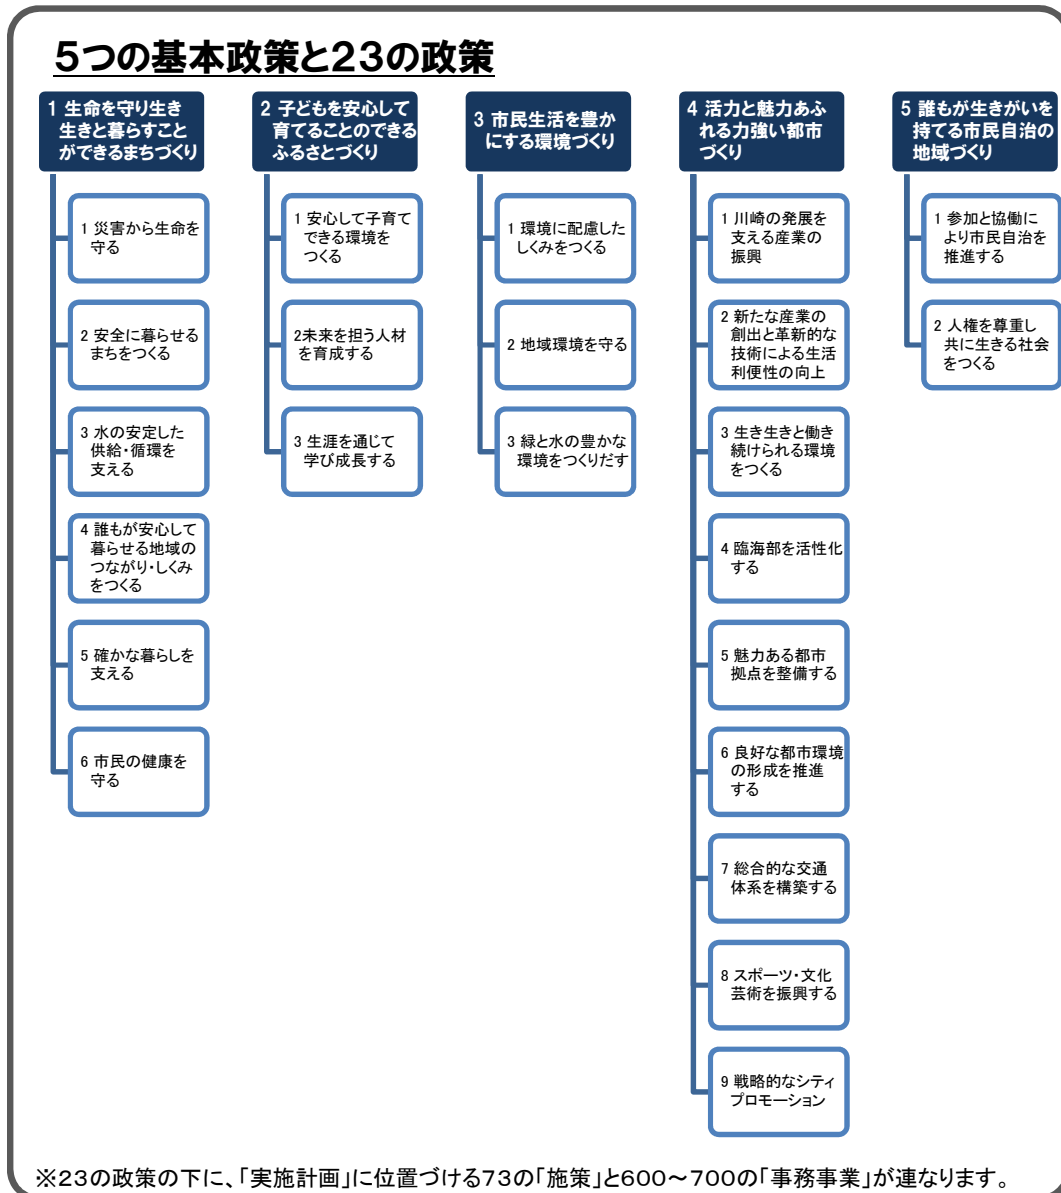 5つの基本政策と23の政策
1 生命を守り生き
生きと暮らすこと
ができるまちづくり
1 災害から生命を
守る
2 安全に暮らせる
まちをつくる
3 水の安定した
供給・循環を
支える
4 誰もが安心して
暮らせる地域の
つながり・しくみ
をつくる
5 確かな暮らしを
支える
6 市民の健康を
守る
2 子どもを安心して
育てることのできる
ふるさとづくり
1 安心して子育て
できる環境を
つくる
2未来を担う人材
を育成する
3 生涯を通じて
学び成長する
3 市民生活を豊か
にする環境づくり
1 環境に配慮した
しくみをつくる
2 地域環境を守る
3 緑と水の豊かな
環境をつくりだす
4 活力と魅力あふ
れる力強い都市
づくり
1 川崎の発展を
支える産業の
振興
2 新たな産業の
創出と革新的な
技術による生活
利便性の向上
3 生き生きと働き
続けられる環境
をつくる
4 臨海部を活性化
する
5 魅力ある都市
拠点を整備する
6 良好な都市環境
の形成を推進
する
7 総合的な交通
体系を構築する
8 スポーツ・文化
芸術を振興する
9 戦略的なシティ
プロモーション
5 誰もが生きがいを
持てる市民自治の
地域づくり
1 参加と協働に
より市民自治を
推進する
2 人権を尊重し
共に生きる社会
をつくる
※23の政策の下に、「実施計画」に位置づける73の「施策」と600~700の「事務事業」が連なります。